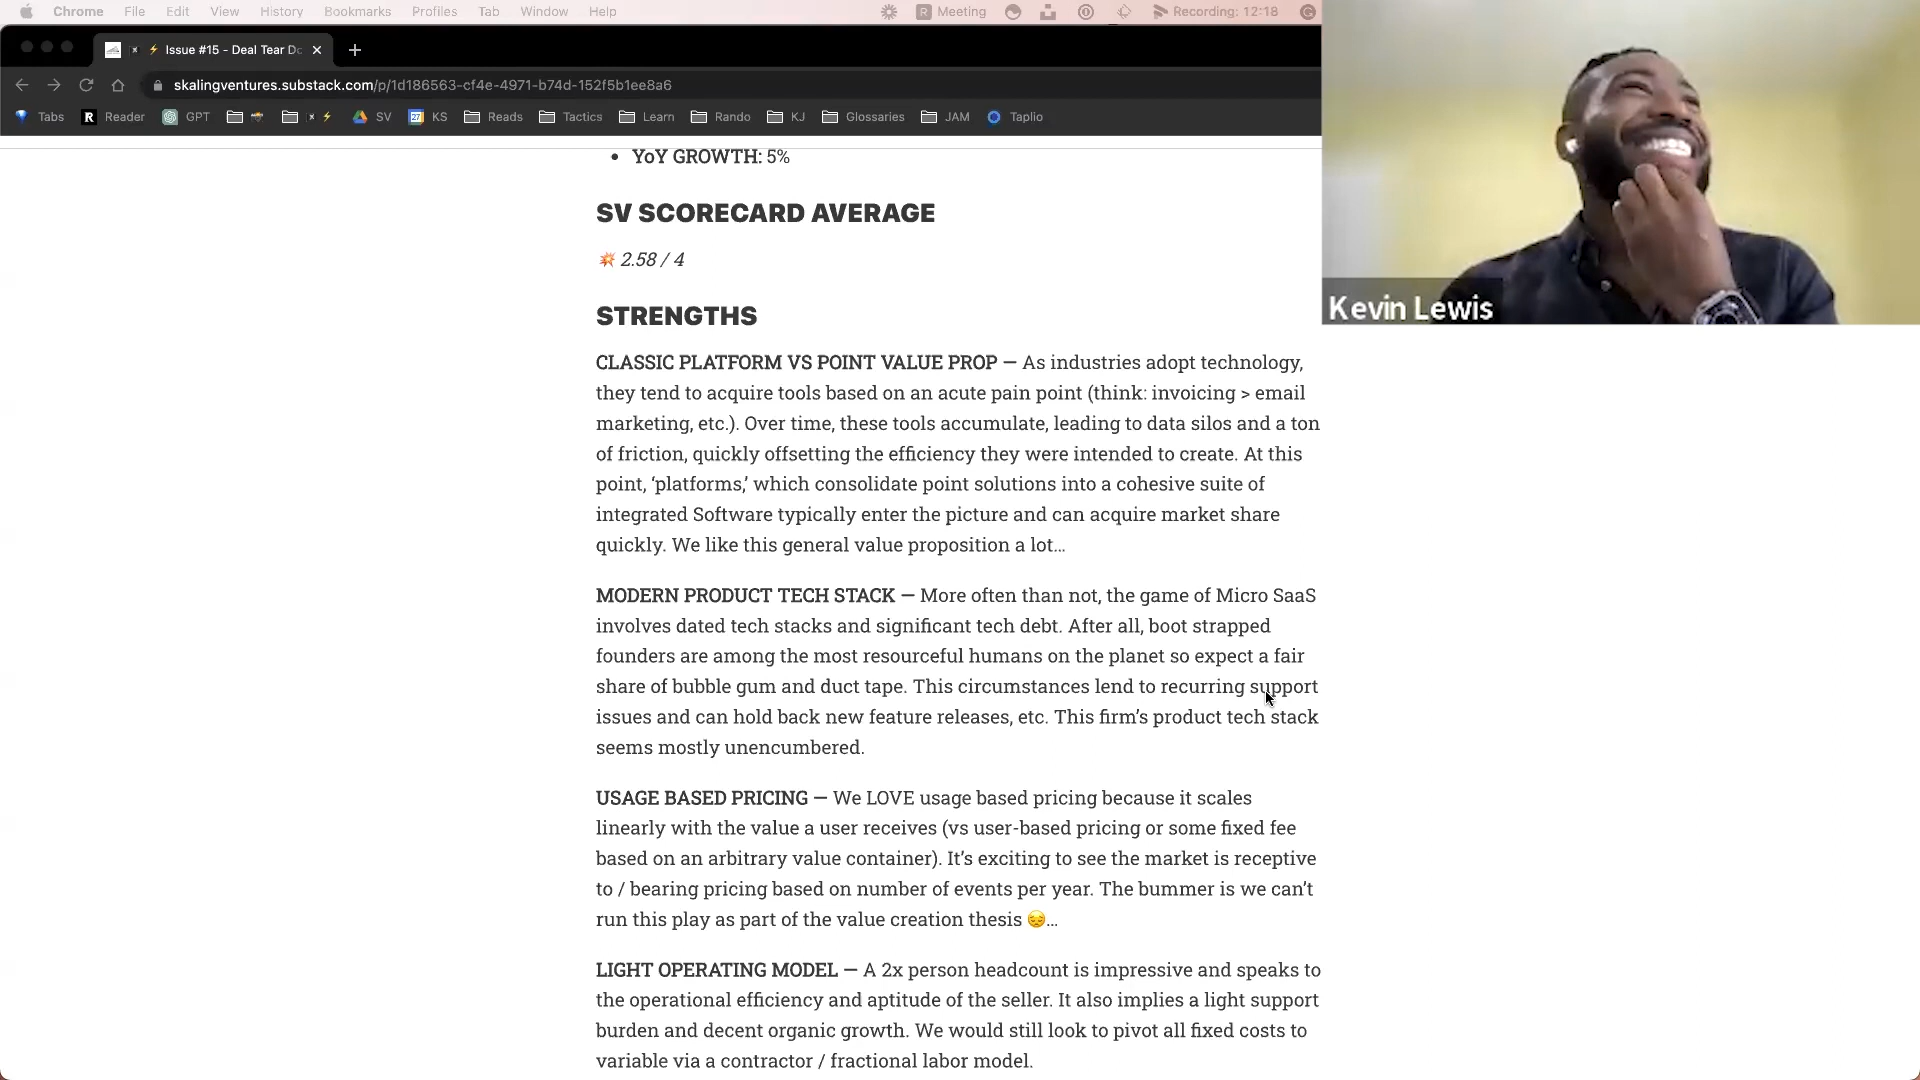 Chrome File Edit View History Bookmarks Profiles Tab Window Help R Meeting Recording: 12:18
⚡ Issue #15 - Deal Tear Dc
skalingventures.substack.com/p/1d186563-cf4e-4971-b74d-152f5b1ee8a6
Tabs R Reader GPT ⚡ 27 SV KS Reads Tactics Learn Rando KJ Glossaries JAM Taplio
Kevin Lewis
• YoY GROWTH: 5%
SV SCORECARD AVERAGE
💥 2.58 / 4
STRENGTHS
CLASSIC PLATFORM VS POINT VALUE PROP — As industries adopt technology,
they tend to acquire tools based on an acute pain point (think: invoicing > email
marketing, etc.). Over time, these tools accumulate, leading to data silos and a ton
of friction, quickly offsetting the efficiency they were intended to create. At this
point, ‘platforms,’ which consolidate point solutions into a cohesive suite of
integrated Software typically enter the picture and can acquire market share
quickly. We like this general value proposition a lot…
MODERN PRODUCT TECH STACK — More often than not, the game of Micro SaaS
involves dated tech stacks and significant tech debt. After all, boot strapped
founders are among the most resourceful humans on the planet so expect a fair
share of bubble gum and duct tape. This circumstances lend to recurring support
issues and can hold back new feature releases, etc. This firm’s product tech stack
seems mostly unencumbered.
USAGE BASED PRICING — We LOVE usage based pricing because it scales
linearly with the value a user receives (vs user-based pricing or some fixed fee
based on an arbitrary value container). It’s exciting to see the market is receptive
to / bearing pricing based on number of events per year. The bummer is we can’t
run this play as part of the value creation thesis 😔…
LIGHT OPERATING MODEL — A 2x person headcount is impressive and speaks to
the operational efficiency and aptitude of the seller. It also implies a light support
burden and decent organic growth. We would still look to pivot all fixed costs to
variable via a contractor / fractional labor model.